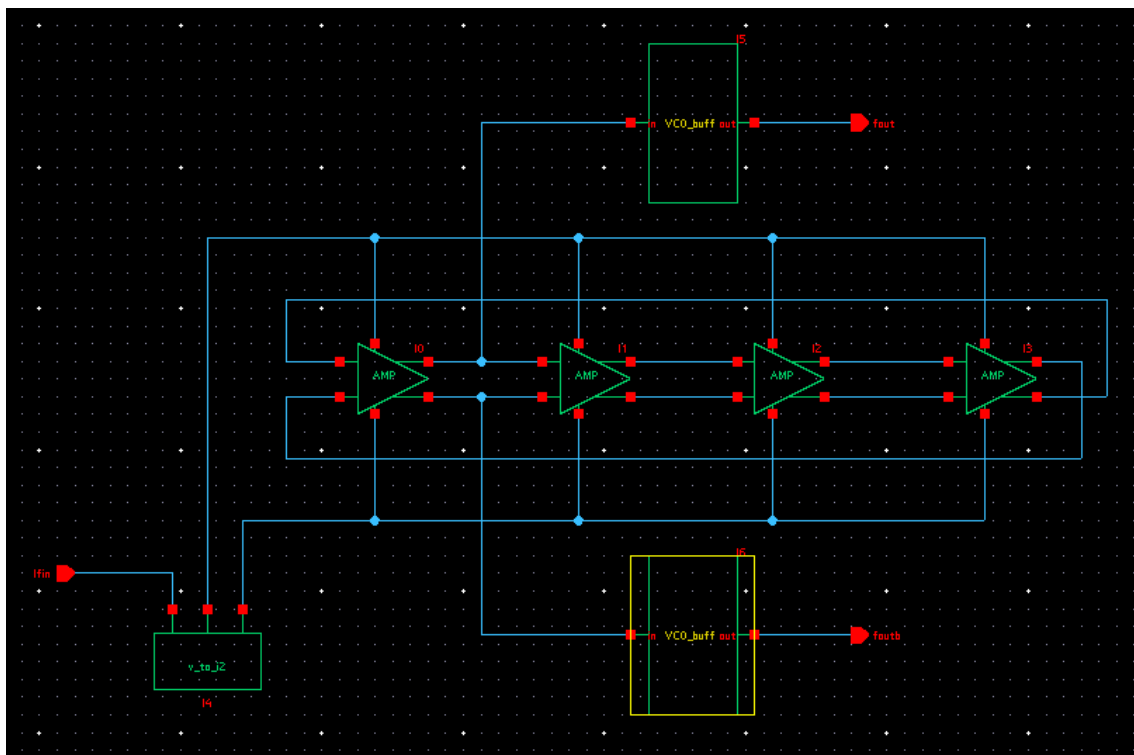 I5
in VCO_buff out
fout
I0
I1
I2
I3
AMP
AMP
AMP
AMP
lfin
I6
in VCO_buff out
foutb
v_to_i2
I4